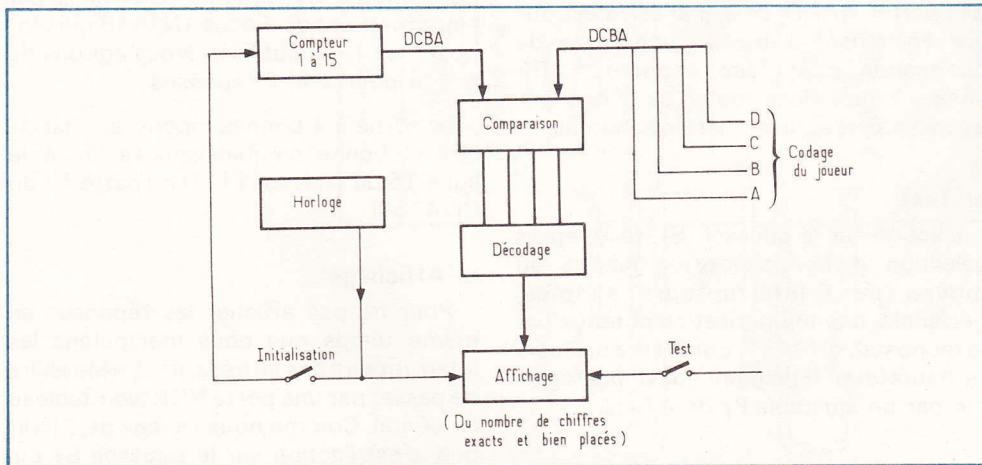 Compteur
1 à 15
DCBA
DCBA
Comparaison
D
C
B
A
Codage
du joueur
Horloge
Décodage
Initialisation
Test
Affichage
( Du nombre de chiffres
exacts et bien placés )